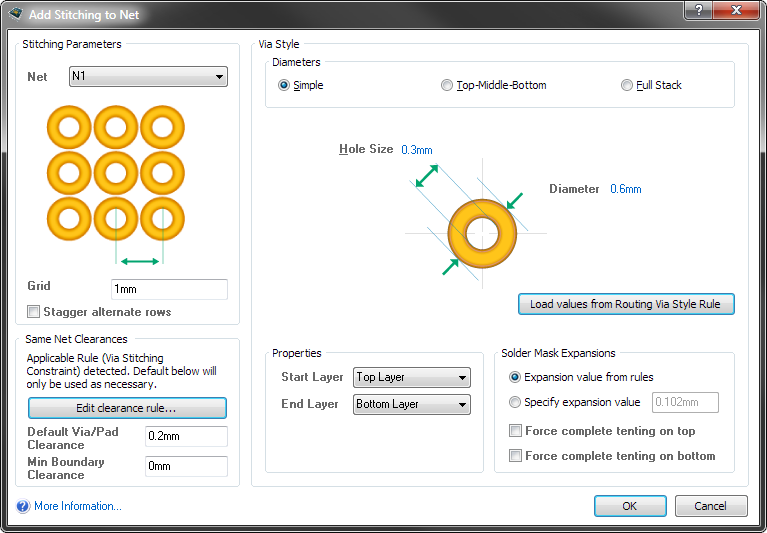 Add Stitching to Net
Stitching Parameters
Net N1
Grid 1mm
Stagger alternate rows
Same Net Clearances
Applicable Rule (Via Stitching
Constraint) detected. Default below will
only be used as necessary.
Edit clearance rule...
Default Via/Pad
Clearance
0.2mm
Min Boundary
Clearance
0mm
Via Style
Diameters
Simple Top-Middle-Bottom Full Stack
Hole Size 0.3mm
Diameter 0.6mm
Load values from Routing Via Style Rule
Properties
Start Layer Top Layer
End Layer Bottom Layer
Solder Mask Expansions
Expansion value from rules
Specify expansion value 0.102mm
Force complete tenting on top
Force complete tenting on bottom
? More Information...
OK Cancel